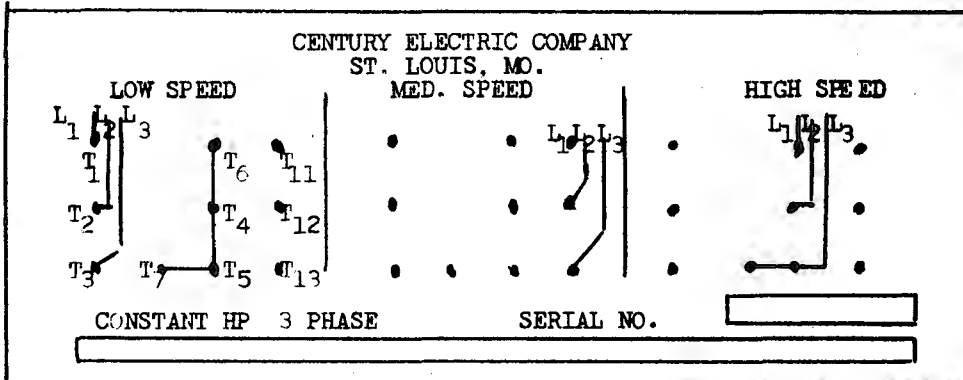 CENTURY ELECTRIC COMPANY
ST. LOUIS, MO.
LOW SPEED MED. SPEED HIGH SPEED
L1 L2 L3 L1 L2 L3 L1 L2 L3
T1 T6 T11
T2 T4 T12
T3 T7 T5 T13
CONSTANT HP 3 PHASE SERIAL NO.